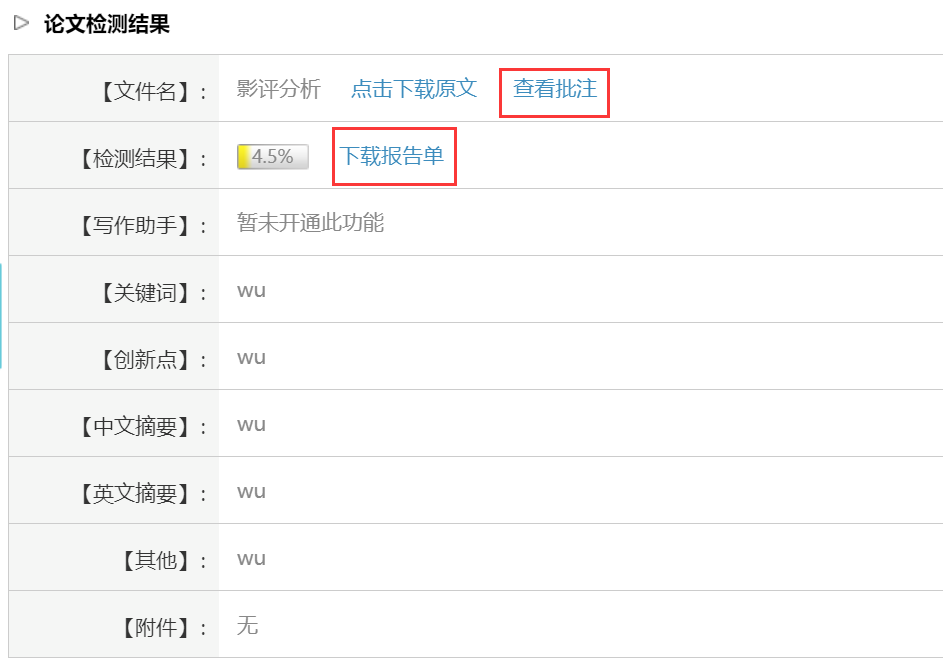 论文检测结果
【文件名】: 影评分析 点击下载原文 查看批注
【检测结果】: 4.5% 下载报告单
【写作助手】: 暂未开通此功能
【关键词】: wu
【创新点】: wu
【中文摘要】: wu
【英文摘要】: wu
【其他】: wu
【附件】: 无